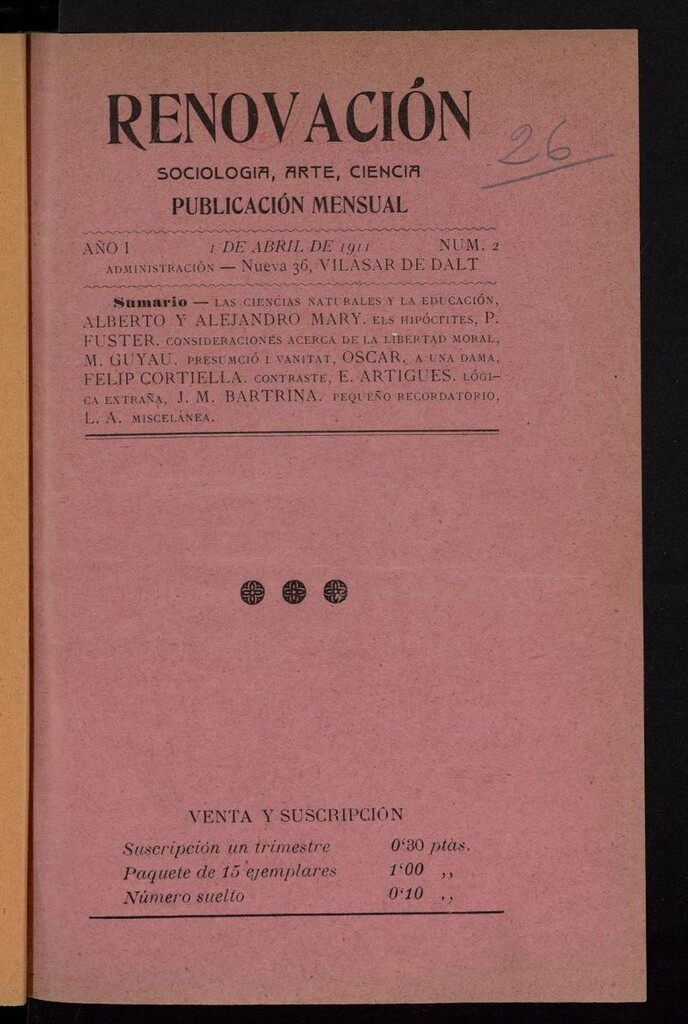 RENOVACIÓN
26
SOCIOLOGIA, ARTE, CIENCIA
PUBLICACIÓN MENSUAL
AÑO I 1 DE ABRIL DE 1911 NUM. 2
ADMINISTRACIÓN — Nueva 36, VILASAR DE DALT
Sumario — LAS CIENCIAS NATURALES Y LA EDUCACIÓN,
ALBERTO Y ALEJANDRO MARY. ELS HIPÓCTITES, P.
FUSTER. CONSIDERACIONES ACERCA DE LA LIBERTAD MORAL,
M. GUYAU. PRESUMCIÓ I VANITAT, OSCAR, A UNA DAMA,
FELIP CORTIELLA. CONTRASTE, E. ARTIGUES. LÓGI-
CA EXTRAÑA, J. M. BARTRINA. PEQUEÑO RECORDATORIO,
L. A. MISCELÁNEA.
VENTA Y SUSCRIPCIÓN
Suscripción un trimestre 0'30 ptas.
Paquete de 15 ejemplares 1'00 ,,
Número suelto 0'10 ,,